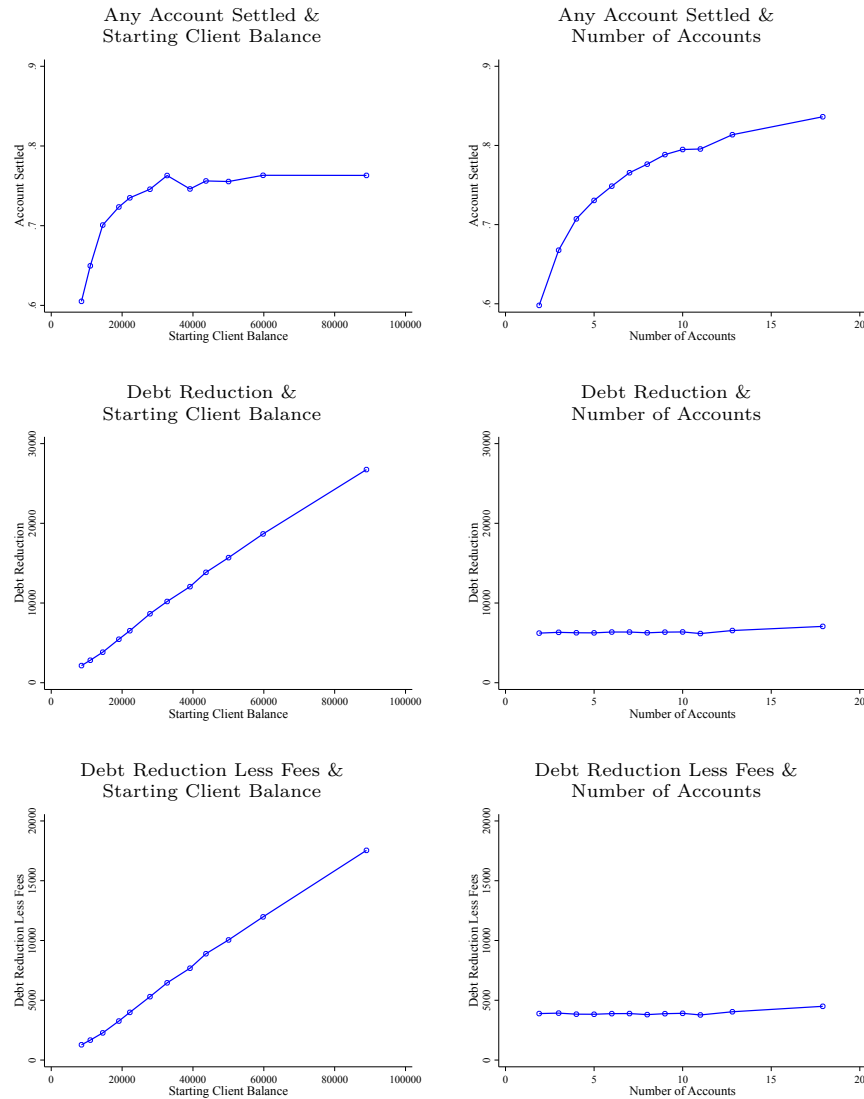 Any Account Settled &
Starting Client Balance
.9
.8
.7
.6
Account Settled
0
20000
40000
60000
80000
100000
Starting Client Balance
Any Account Settled &
Number of Accounts
.9
.8
.7
.6
Account Settled
0
5
10
15
20
Number of Accounts
Debt Reduction &
Starting Client Balance
30000
20000
10000
0
Debt Reduction
0
20000
40000
60000
80000
100000
Starting Client Balance
Debt Reduction &
Number of Accounts
30000
20000
10000
0
Debt Reduction
0
5
10
15
20
Number of Accounts
Debt Reduction Less Fees &
Starting Client Balance
20000
15000
10000
5000
0
Debt Reduction Less Fees
0
20000
40000
60000
80000
100000
Starting Client Balance
Debt Reduction Less Fees &
Number of Accounts
20000
15000
10000
5000
0
Debt Reduction Less Fees
0
5
10
15
20
Number of Accounts